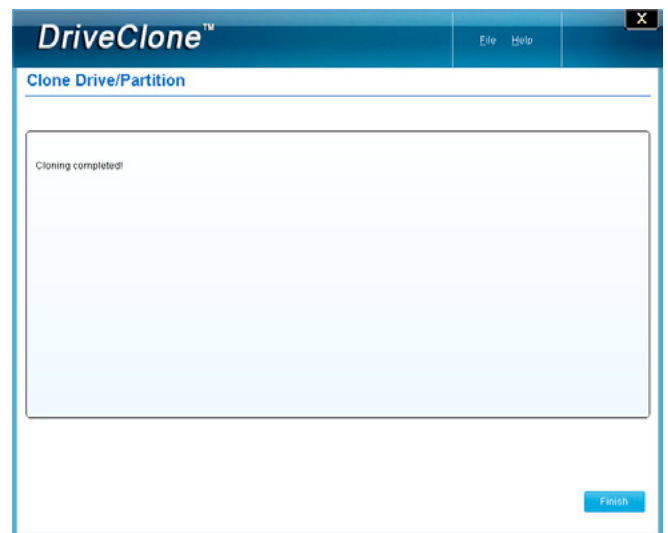 DriveClone™
File Help
X
Clone Drive/Partition
Cloning completed!
Finish